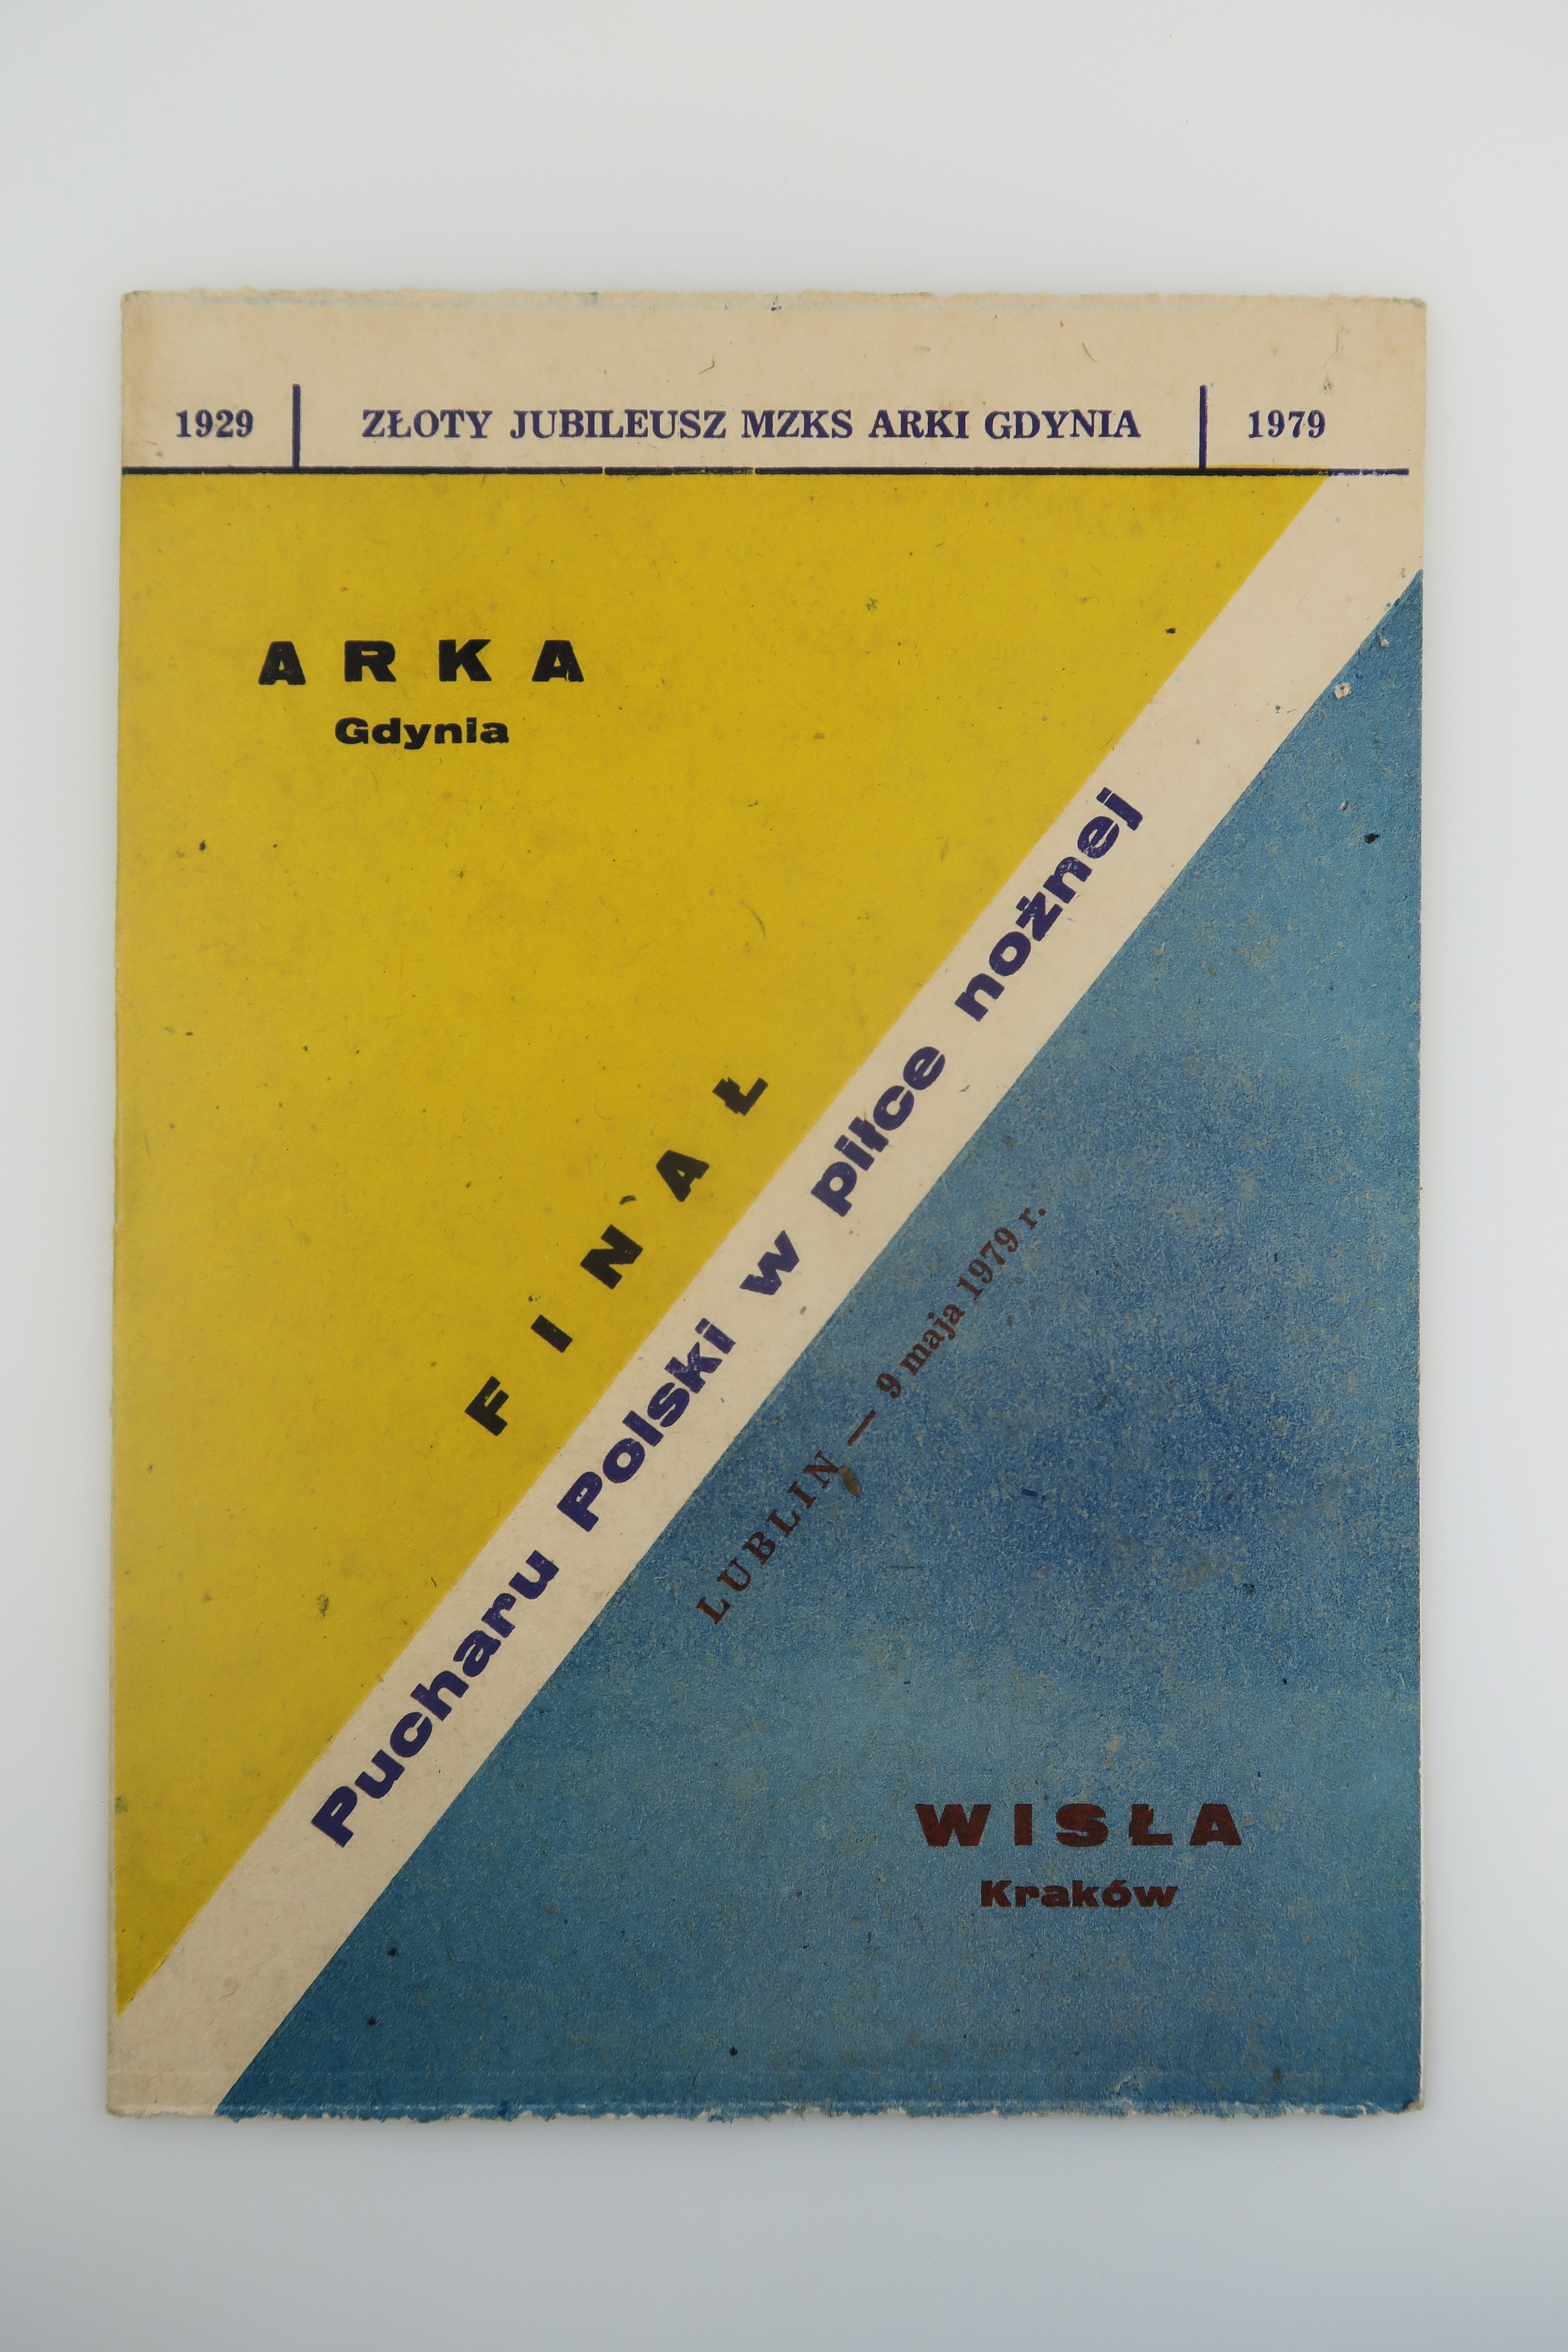 1929 ZŁOTY JUBILEUSZ MZKS ARKI GDYNIA 1979
ARKA
Gdynia
FINAŁ
Pucharu Polski w piłce nożnej
LUBLIN — 9 maja 1979 r.
WISŁA
Kraków